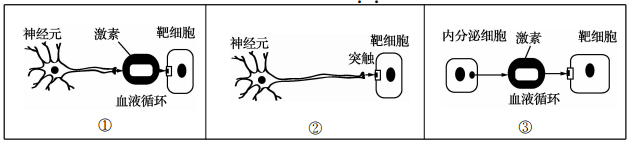 神经元 激素 靶细胞
血液循环
①
神经元 靶细胞
突触
②
内分泌细胞 激素 靶细胞
血液循环
③